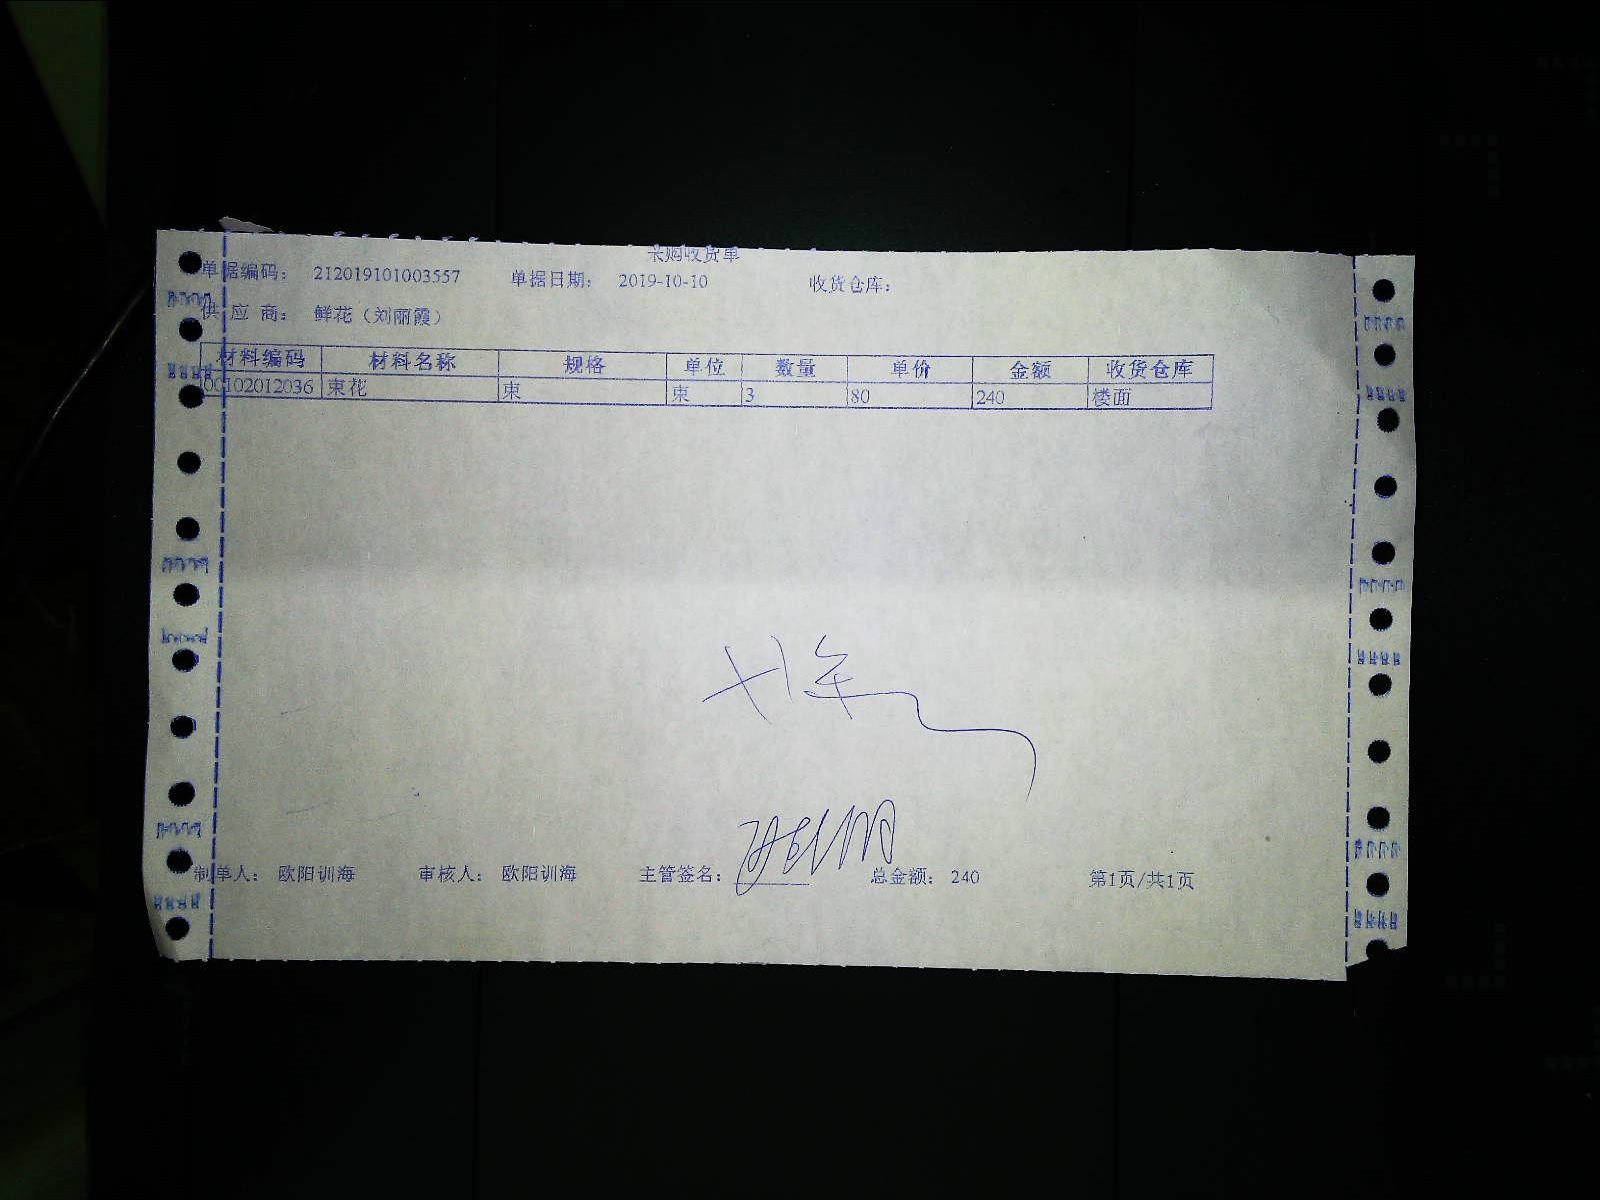 采购收货单
单据编码： 212019101003557 单据日期： 2019-10-10 收货仓库：
供 应 商： 鲜花（刘丽霞）
材料编码 材料名称 规格 单位 数量 单价 金额 收货仓库
00102012036 束花 束 束 3 80 240 楼面
制单人： 欧阳训海 审核人： 欧阳训海 主管签名： 总金额： 240 第1页/共1页